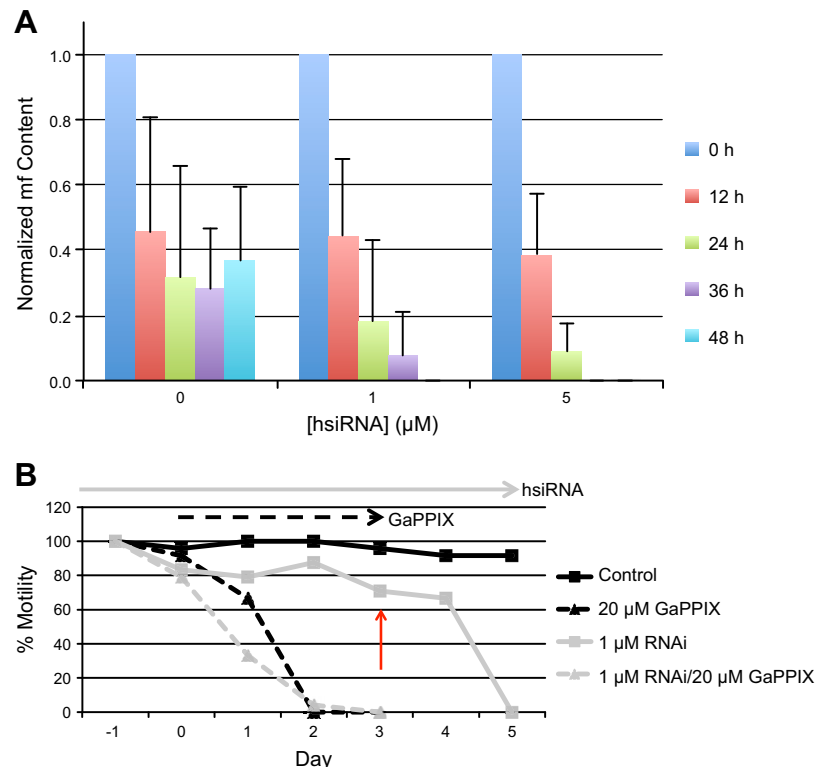 A
Normalized mf Content
1.0
0.8
0.6
0.4
0.2
0.0
0
1
5
[hsiRNA] (µM)
0 h
12 h
24 h
36 h
48 h
B
hsiRNA
GaPPIX
% Motility
120
100
80
60
40
20
0
-1
0
1
2
3
4
5
Day
Control
20 µM GaPPIX
1 µM RNAi
1 µM RNAi/20 µM GaPPIX